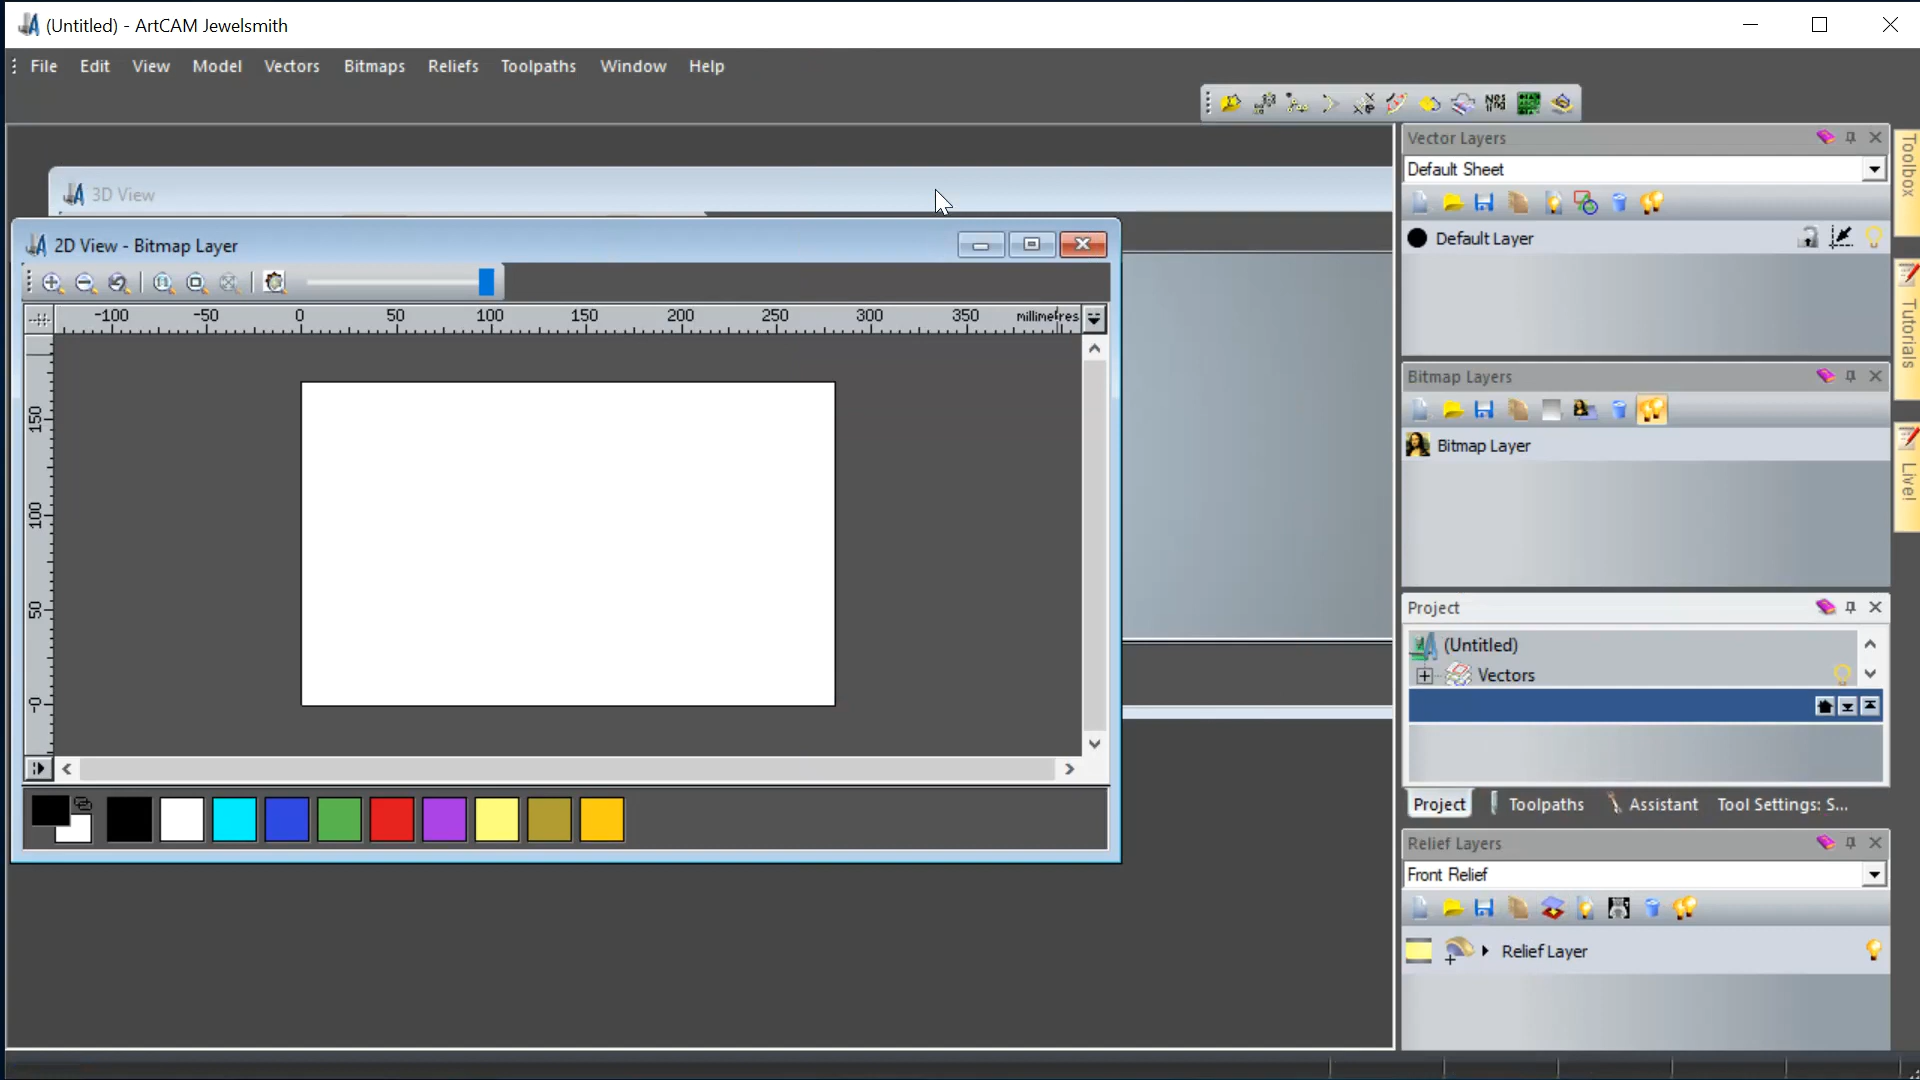 (Untitled) - ArtCAM Jewelsmith
File Edit View Model Vectors Bitmaps Reliefs Toolpaths Window Help
Vector Layers
Default Sheet
Default Layer
3D View
2D View - Bitmap Layer
-100 -50 0 50 100 150 200 250 300 350 millimetres
150
100
50
-0
Bitmap Layers
Bitmap Layer
Project
(Untitled)
Vectors
Project Toolpaths Assistant Tool Settings: S...
Relief Layers
Front Relief
Relief Layer
Toolbox
Tutorials
Live!